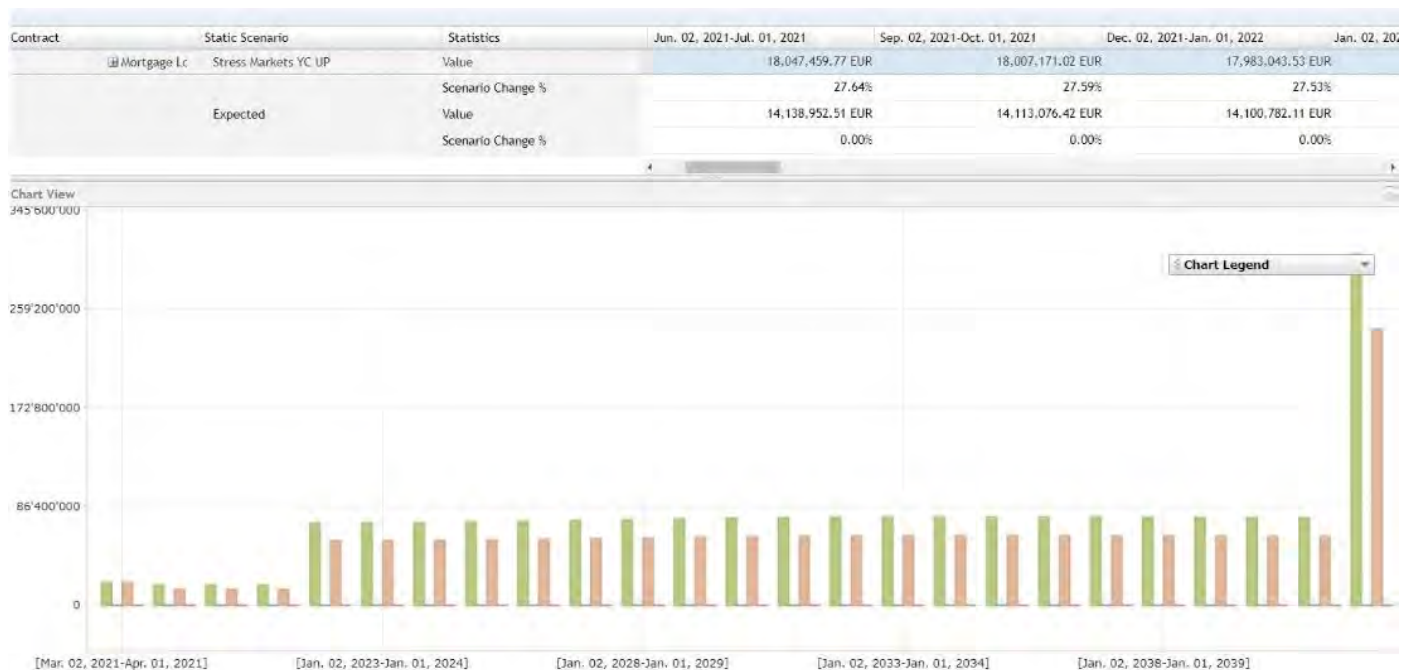 Contract Static Scenario Statistics Jun. 02, 2021-Jul. 01, 2021 Sep. 02, 2021-Oct. 01, 2021 Dec. 02, 2021-Jan. 01, 2022 Jan. 02, 202
Mortgage Lc Stress Markets YC UP Value 18,047,459.77 EUR 18,007,171.02 EUR 17,983,043.53 EUR
Scenario Change % 27.64% 27.59% 27.53%
Expected Value 14,138,952.51 EUR 14,113,076.42 EUR 14,100,782.11 EUR
Scenario Change % 0.00% 0.00% 0.00%
Chart View
345'600'000
Chart Legend
259'200'000
172'800'000
86'400'000
0
[Mar. 02, 2021-Apr. 01, 2021] [Jan. 02, 2023-Jan. 01, 2024] [Jan. 02, 2028-Jan. 01, 2029] [Jan. 02, 2033-Jan. 01, 2034] [Jan. 02, 2038-Jan. 01, 2039]